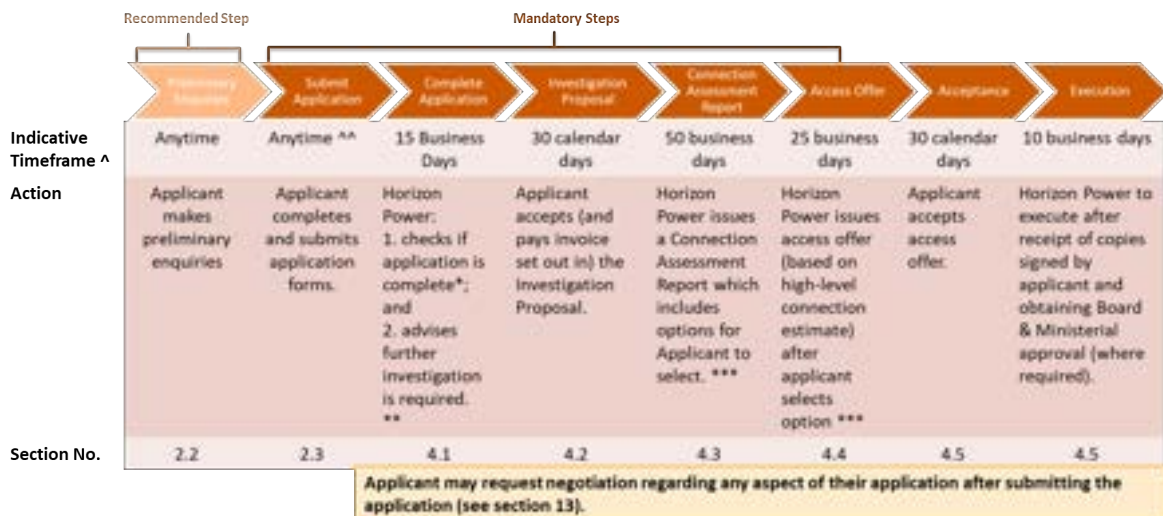 Recommended Step
Mandatory Steps
Preliminary
Enquiries
Submit
Application
Complete
Application
Investigation
Proposal
Connection
Assessment
Report
Access Offer
Acceptance
Execution
Indicative
Timeframe ^
Anytime
Anytime ^^
15 Business
Days
30 calendar
days
50 business
days
25 business
days
30 calendar
days
10 business days
Action
Applicant
makes
preliminary
enquiries
Applicant
completes
and submits
application
forms.
Horizon
Power:
1. checks if
application is
complete*;
and
2. advises
further
investigation
is required.
**
Applicant
accepts (and
pays invoice
set out in) the
Investigation
Proposal.
Horizon
Power issues
a Connection
Assessment
Report which
includes
options for
Applicant to
select. ***
Horizon
Power issues
access offer
(based on
high-level
connection
estimate)
after
applicant
selects
option ***
Applicant
accepts
access
offer.
Horizon Power to
execute after
receipt of copies
signed by
applicant and
obtaining Board
& Ministerial
approval (where
required).
Section No.
2.2
2.3
4.1
4.2
4.3
4.4
4.5
4.5
Applicant may request negotiation regarding any aspect of their application after submitting the
application (see section 13).